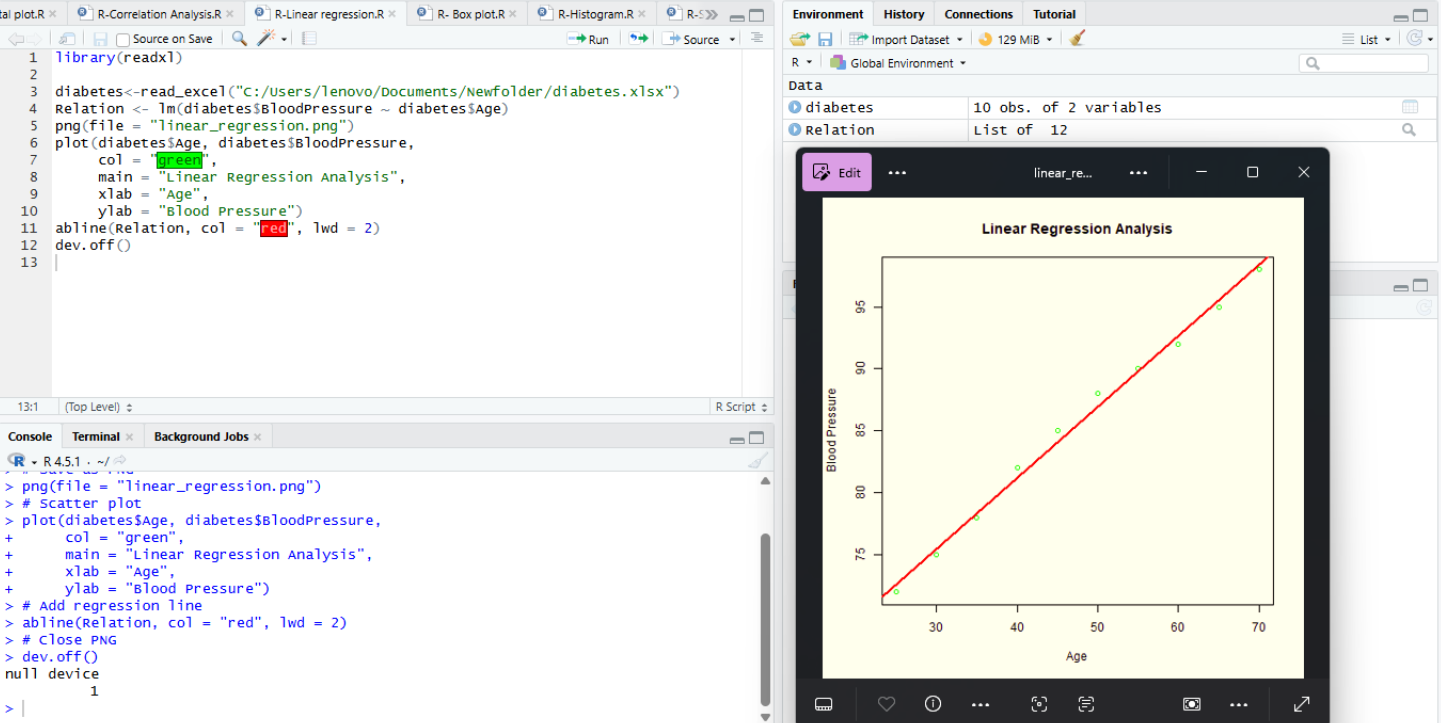 tal plot.R
R-Correlation Analysis.R
R-Linear regression.R
R- Box plot.R
R-Histogram.R
Source on Save
Run
Source
1 library(readxl)
2
3 diabetes<-read_excel("C:/Users/lenovo/Documents/Newfolder/diabetes.xlsx")
4 Relation <- lm(diabetes$BloodPressure ~ diabetes$Age)
5 png(file = "linear_regression.png")
6 plot(diabetes$Age, diabetes$BloodPressure,
7 col = "green",
8 main = "Linear Regression Analysis",
9 xlab = "Age",
10 ylab = "Blood Pressure")
11 abline(Relation, col = "red", lwd = 2)
12 dev.off()
13
13:1
(Top Level)
R Script
Console
Terminal
Background Jobs
R 4.5.1 · ~/
> # Save as PNG
> png(file = "linear_regression.png")
> # Scatter plot
> plot(diabetes$Age, diabetes$BloodPressure,
+ col = "green",
+ main = "Linear Regression Analysis",
+ xlab = "Age",
+ ylab = "Blood Pressure")
> # Add regression line
> abline(Relation, col = "red", lwd = 2)
> # Close PNG
> dev.off()
null device
1
>
Environment
History
Connections
Tutorial
Import Dataset
129 MiB
List
R
Global Environment
Data
diabetes
10 obs. of 2 variables
Relation
List of 12
Edit
linear_re...
Linear Regression Analysis
95
90
85
80
75
Blood Pressure
30
40
50
60
70
Age